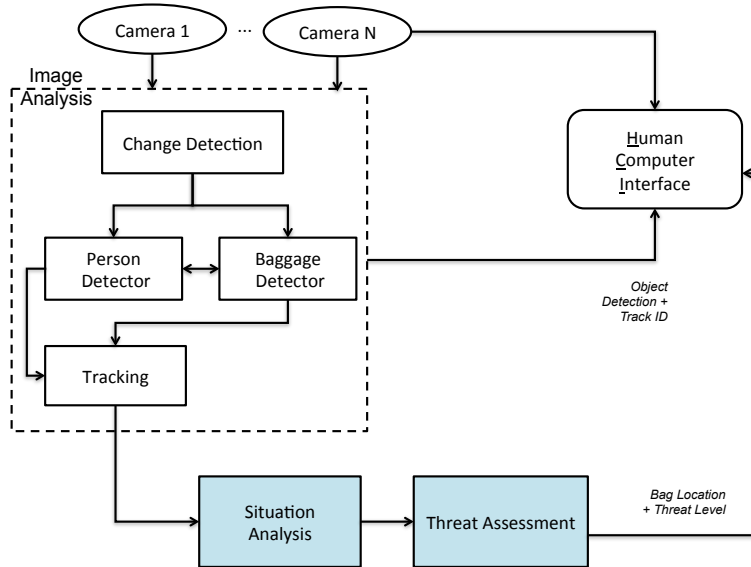 Camera 1
...
Camera N
Image
Analysis
Change Detection
Human
Computer
Interface
Person
Detector
Baggage
Detector
Object
Detection +
Track ID
Tracking
Situation
Analysis
Threat Assessment
Bag Location
+ Threat Level